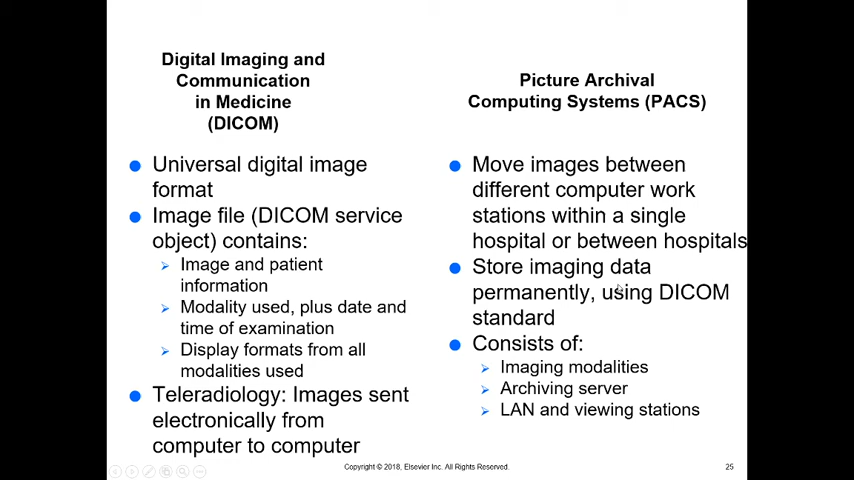 Digital Imaging and
Communication
in Medicine
(DICOM)
Universal digital image
format
Image file (DICOM service
object) contains:
Image and patient
information
Modality used, plus date and
time of examination
Display formats from all
modalities used
Teleradiology: Images sent
electronically from
computer to computer
Picture Archival
Computing Systems (PACS)
Move images between
different computer work
stations within a single
hospital or between hospitals
Store imaging data
permanently, using DICOM
standard
Consists of:
Imaging modalities
Archiving server
LAN and viewing stations
Copyright © 2018, Elsevier Inc. All Rights Reserved.
25